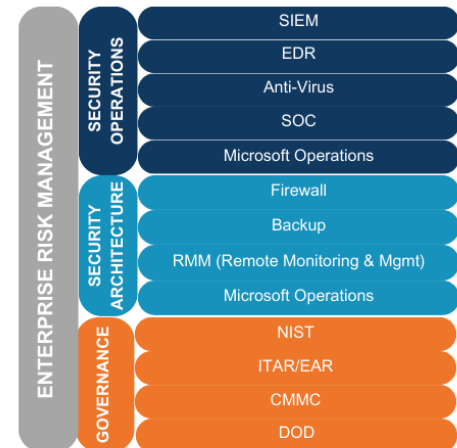 ENTERPRISE RISK MANAGEMENT
SECURITY
OPERATIONS
SIEM
EDR
Anti-Virus
SOC
Microsoft Operations
SECURITY
ARCHITECTURE
Firewall
Backup
RMM (Remote Monitoring & Mgmt)
Microsoft Operations
GOVERNANCE
NIST
ITAR/EAR
CMMC
DOD